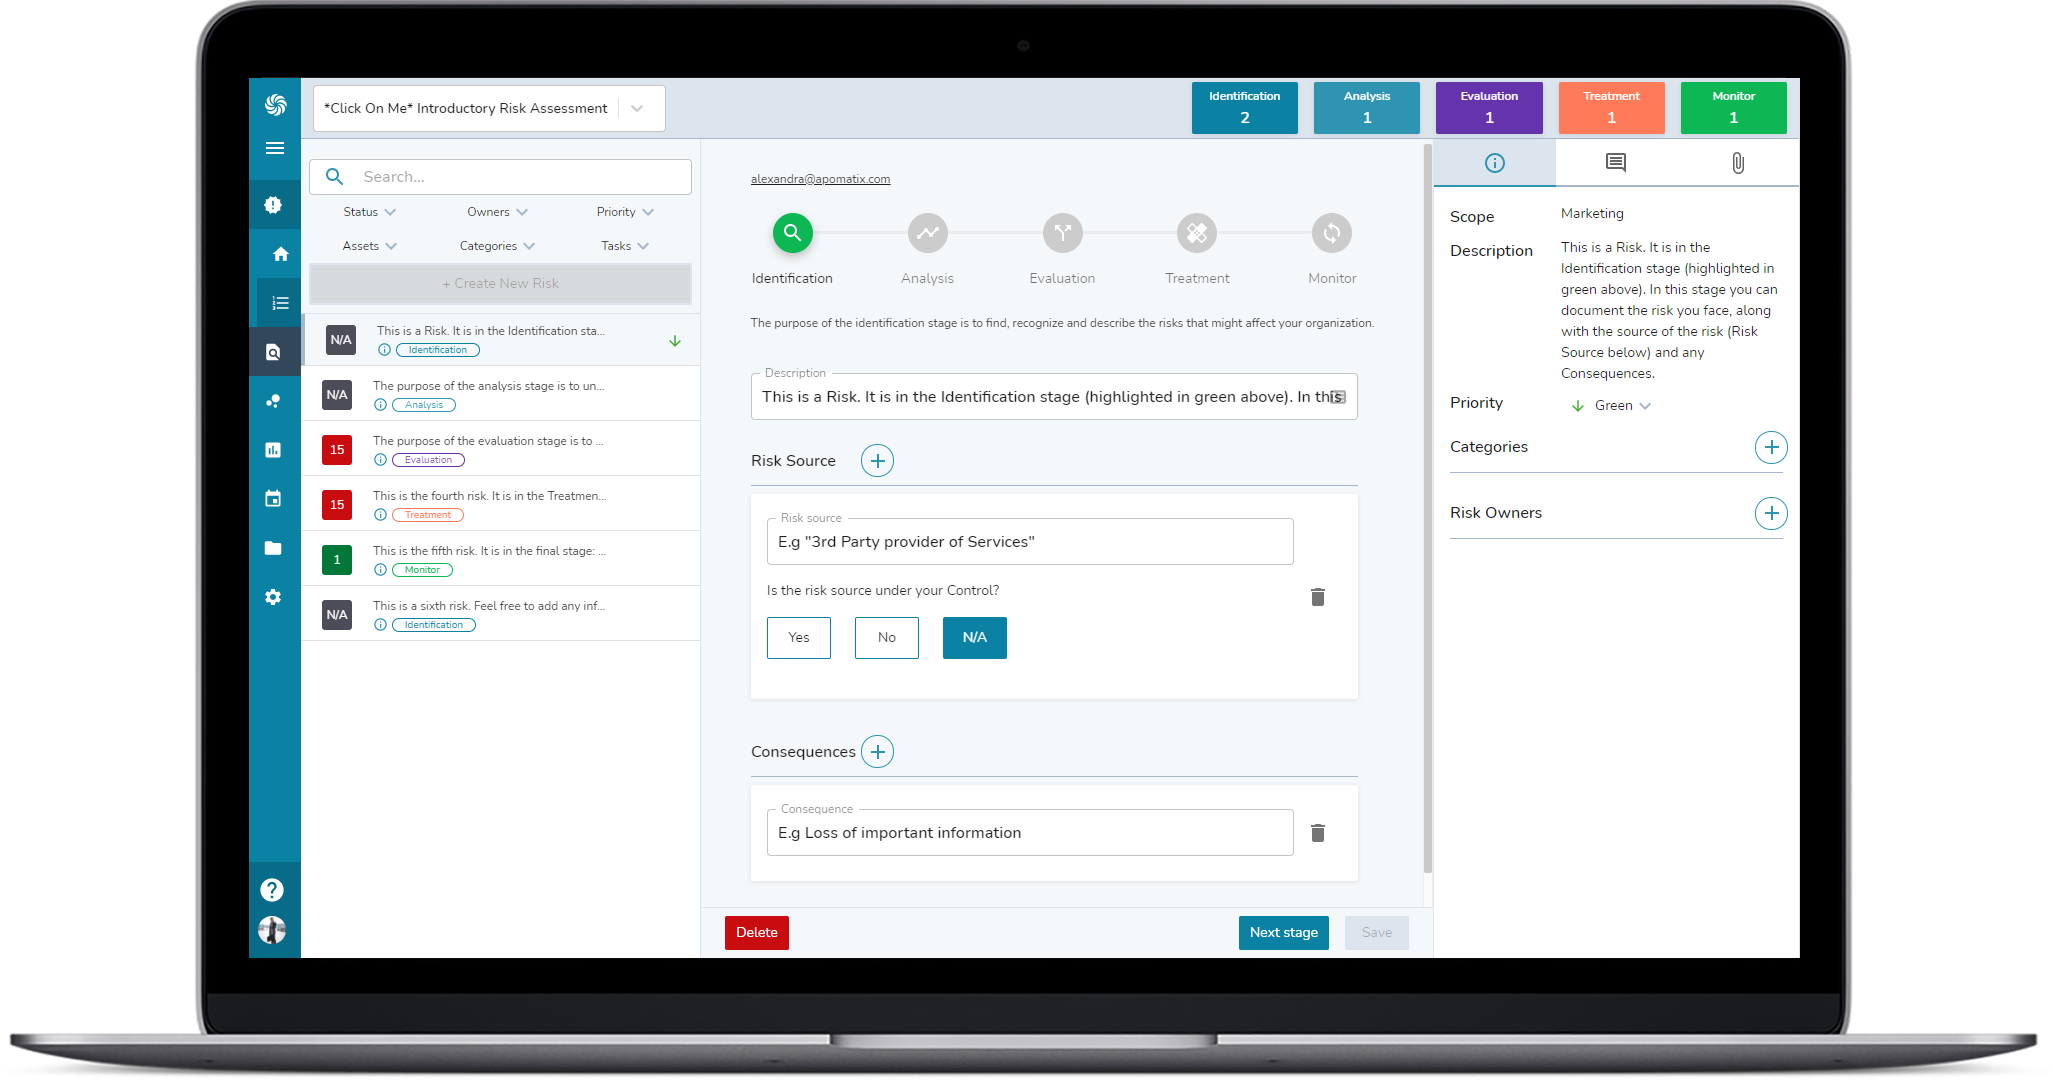 *Click On Me* Introductory Risk Assessment
Identification
2
Analysis
1
Evaluation
1
Treatment
1
Monitor
1
Search...
Status
Owners
Priority
Assets
Categories
Tasks
+ Create New Risk
N/A
This is a Risk. It is in the Identification sta...
Identification
N/A
The purpose of the analysis stage is to un...
Analysis
15
The purpose of the evaluation stage is to ...
Evaluation
15
This is the fourth risk. It is in the Treatmen...
Treatment
1
This is the fifth risk. It is in the final stage: ...
Monitor
N/A
This is a sixth risk. Feel free to add any inf...
Identification
alexandra@apomatix.com
Identification
Analysis
Evaluation
Treatment
Monitor
The purpose of the identification stage is to find, recognize and describe the risks that might affect your organization.
Description
This is a Risk. It is in the Identification stage (highlighted in green above). In this
Risk Source
Risk source
E.g "3rd Party provider of Services"
Is the risk source under your Control?
Yes
No
N/A
Consequences
Consequence
E.g Loss of important information
Delete
Next stage
Save
Scope
Marketing
Description
This is a Risk. It is in the
Identification stage (highlighted in
green above). In this stage you can
document the risk you face, along
with the source of the risk (Risk
Source below) and any
Consequences.
Priority
Green
Categories
Risk Owners